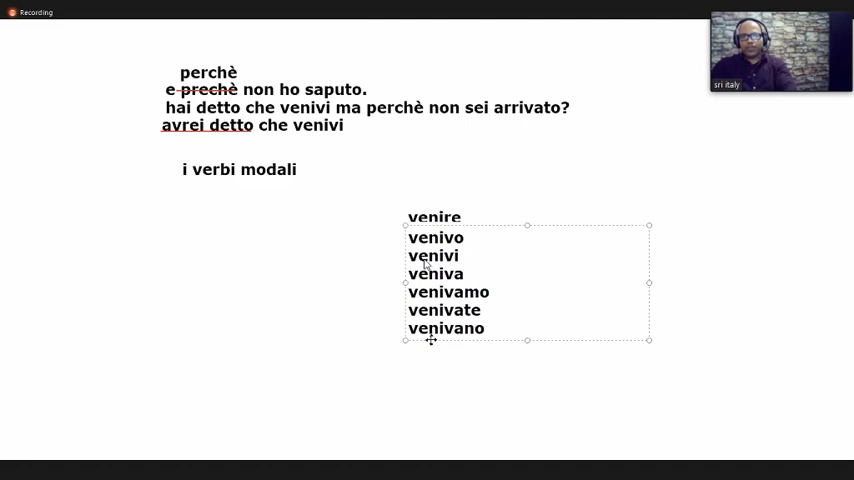 Recording
sri italy
perchè
e prechè non ho saputo.
hai detto che venivi ma perchè non sei arrivato?
avrei detto che venivi
i verbi modali
venire
venivo
venivi
veniva
venivamo
venivate
venivano